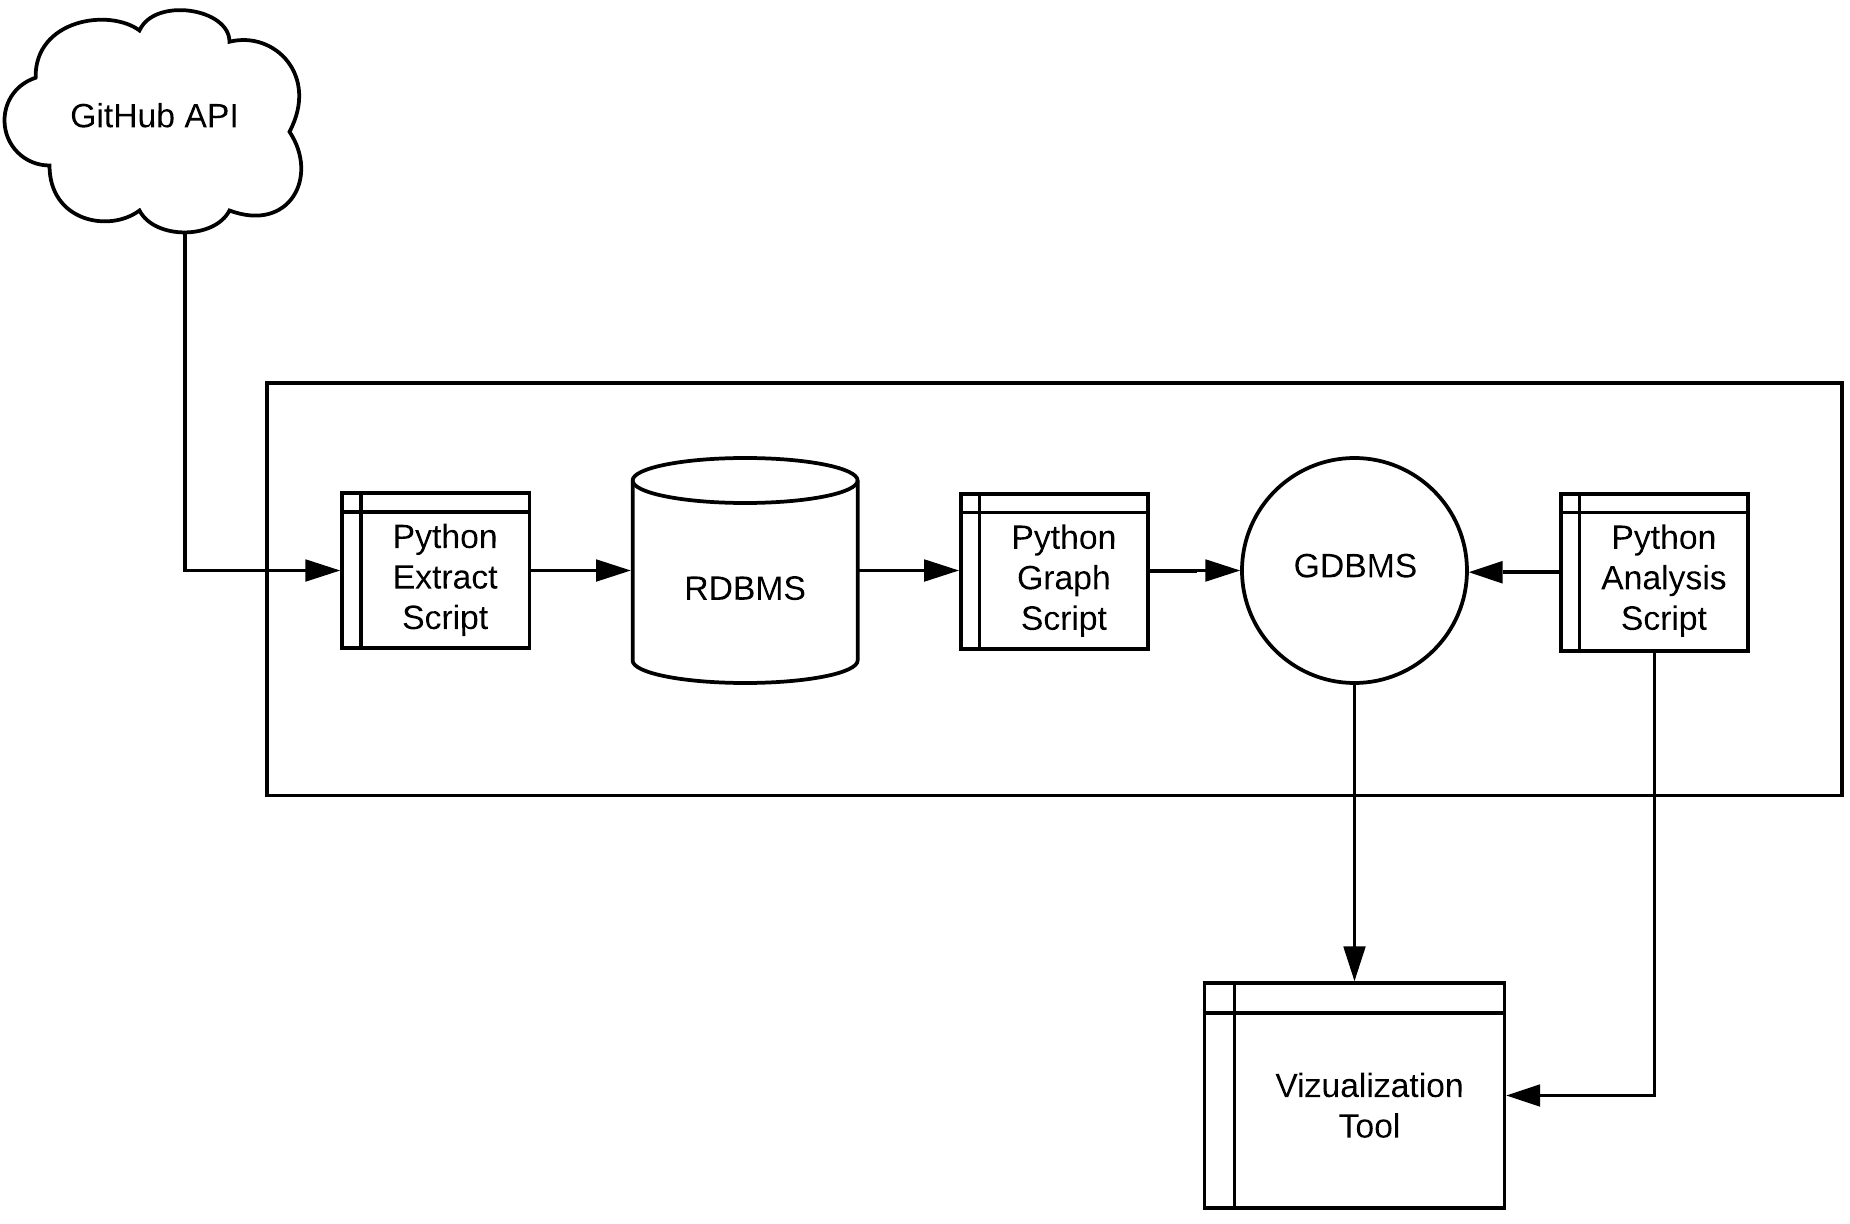 GitHub API
Python
Extract
Script
RDBMS
Python
Graph
Script
GDBMS
Python
Analysis
Script
Vizualization
Tool